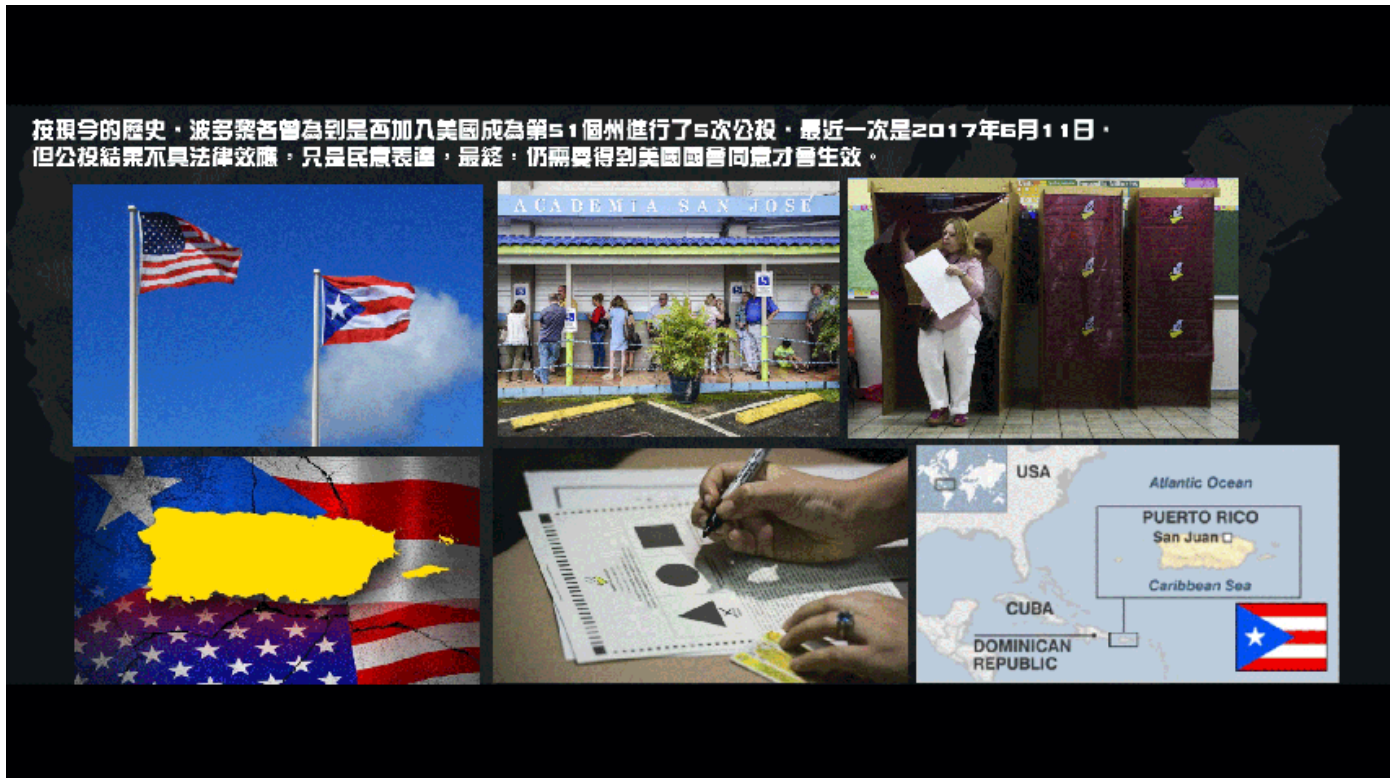 按現今的歷史，波多黎各曾為到是否加入美國成為第51個州進行了5次公投，最近一次是2017年6月11日，
但公投結果不具法律效應，只是民意表達，最終，仍需要得到美國國會同意才會生效。
ACADEMIA SAN JOSE
USA
Atlantic Ocean
PUERTO RICO
San Juan
Caribbean Sea
CUBA
DOMINICAN
REPUBLIC